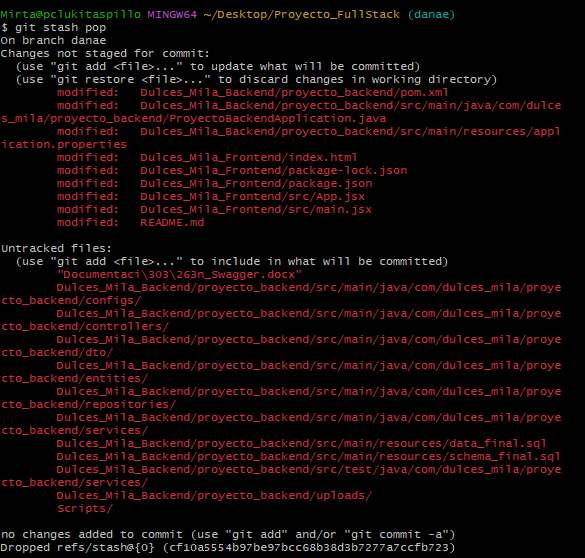 Mirta@pclukitaspillo MINGW64 ~/Desktop/Proyecto_FullStack (danae)
$ git stash pop
On branch danae
Changes not staged for commit:
  (use "git add <file>..." to update what will be committed)
  (use "git restore <file>..." to discard changes in working directory)
        modified:   Dulces_Mila_Backend/proyecto_backend/pom.xml
        modified:   Dulces_Mila_Backend/proyecto_backend/src/main/java/com/dulce
s_mila/proyecto_backend/ProyectoBackendApplication.java
        modified:   Dulces_Mila_Backend/proyecto_backend/src/main/resources/appl
ication.properties
        modified:   Dulces_Mila_Frontend/index.html
        modified:   Dulces_Mila_Frontend/package-lock.json
        modified:   Dulces_Mila_Frontend/package.json
        modified:   Dulces_Mila_Frontend/src/App.jsx
        modified:   Dulces_Mila_Frontend/src/main.jsx
        modified:   README.md

Untracked files:
  (use "git add <file>..." to include in what will be committed)
        "Documentaci\303\263n_Swagger.docx"
        Dulces_Mila_Backend/proyecto_backend/src/main/java/com/dulces_mila/proye
cto_backend/configs/
        Dulces_Mila_Backend/proyecto_backend/src/main/java/com/dulces_mila/proye
cto_backend/controllers/
        Dulces_Mila_Backend/proyecto_backend/src/main/java/com/dulces_mila/proye
cto_backend/dto/
        Dulces_Mila_Backend/proyecto_backend/src/main/java/com/dulces_mila/proye
cto_backend/entities/
        Dulces_Mila_Backend/proyecto_backend/src/main/java/com/dulces_mila/proye
cto_backend/repositories/
        Dulces_Mila_Backend/proyecto_backend/src/main/java/com/dulces_mila/proye
cto_backend/services/
        Dulces_Mila_Backend/proyecto_backend/src/main/resources/data_final.sql
        Dulces_Mila_Backend/proyecto_backend/src/main/resources/schema_final.sql
        Dulces_Mila_Backend/proyecto_backend/src/test/java/com/dulces_mila/proye
cto_backend/services/
        Dulces_Mila_Backend/proyecto_backend/uploads/
        Scripts/

no changes added to commit (use "git add" and/or "git commit -a")
Dropped refs/stash@{0} (cf10a5554b97be97bcc68b38d3b7277a7ccfb723)